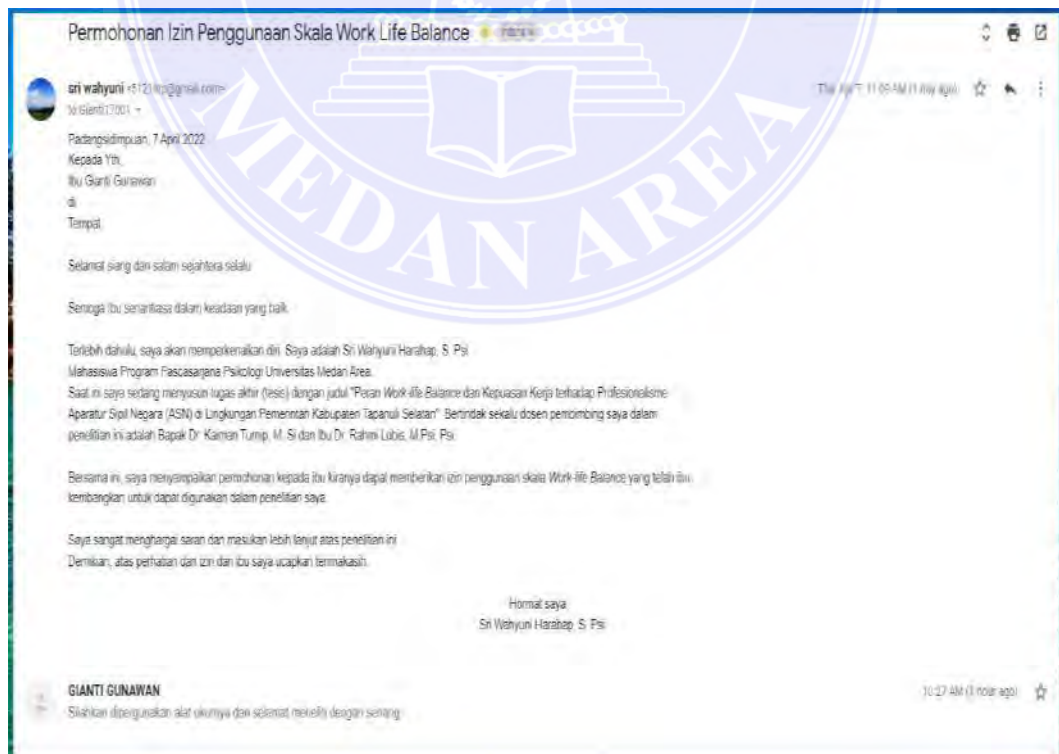 Permohonan Izin Penggunaan Skala Work Life Balance
sri wahyuni
Padangsidimpuan, 7 April 2022
Kepada Yth,
Ibu Gianti Gunawan
di
Tempat
Selamat siang dan salam sejahtera selalu
Semoga Ibu senantiasa dalam keadaan yang baik.
Terlebih dahulu, saya akan memperkenalkan diri. Saya adalah Sri Wahyuni Harahap, S. Psi
Mahasiswa Program Pascasarjana Psikologi Universitas Medan Area.
Saat ini saya sedang menyusun tugas akhir (tesis) dengan judul "Peran Work-life Balance dan Kepuasan Kerja terhadap Profesionalisme
Aparatur Sipil Negara (ASN) di Lingkungan Pemerintah Kabupaten Tapanuli Selatan". Bertindak sekalu dosen pembimbing saya dalam
penelitian ini adalah Bapak Dr. Kaiman Turnip, M. Si dan Ibu Dr. Rahmi Lubis, M.Psi, Psi
Bersama ini, saya menyampaikan permohonan kepada Ibu kiranya dapat memberikan izin penggunaan skala Work-life Balance yang telah ibu
kembangkan untuk dapat digunakan dalam penelitian saya.
Saya sangat menghargai saran dan masukan lebih lanjut atas penelitian ini
Demikian, atas perhatian dan izin dari ibu saya ucapkan terimakasih.
Hormat saya
Sri Wahyuni Harahap, S. Psi
GIANTI GUNAWAN
10:27 AM (1 hour ago)
Silahkan dipergunakan alat ukurnya dan selamat meneliti dengan senang
MEDAN AREA